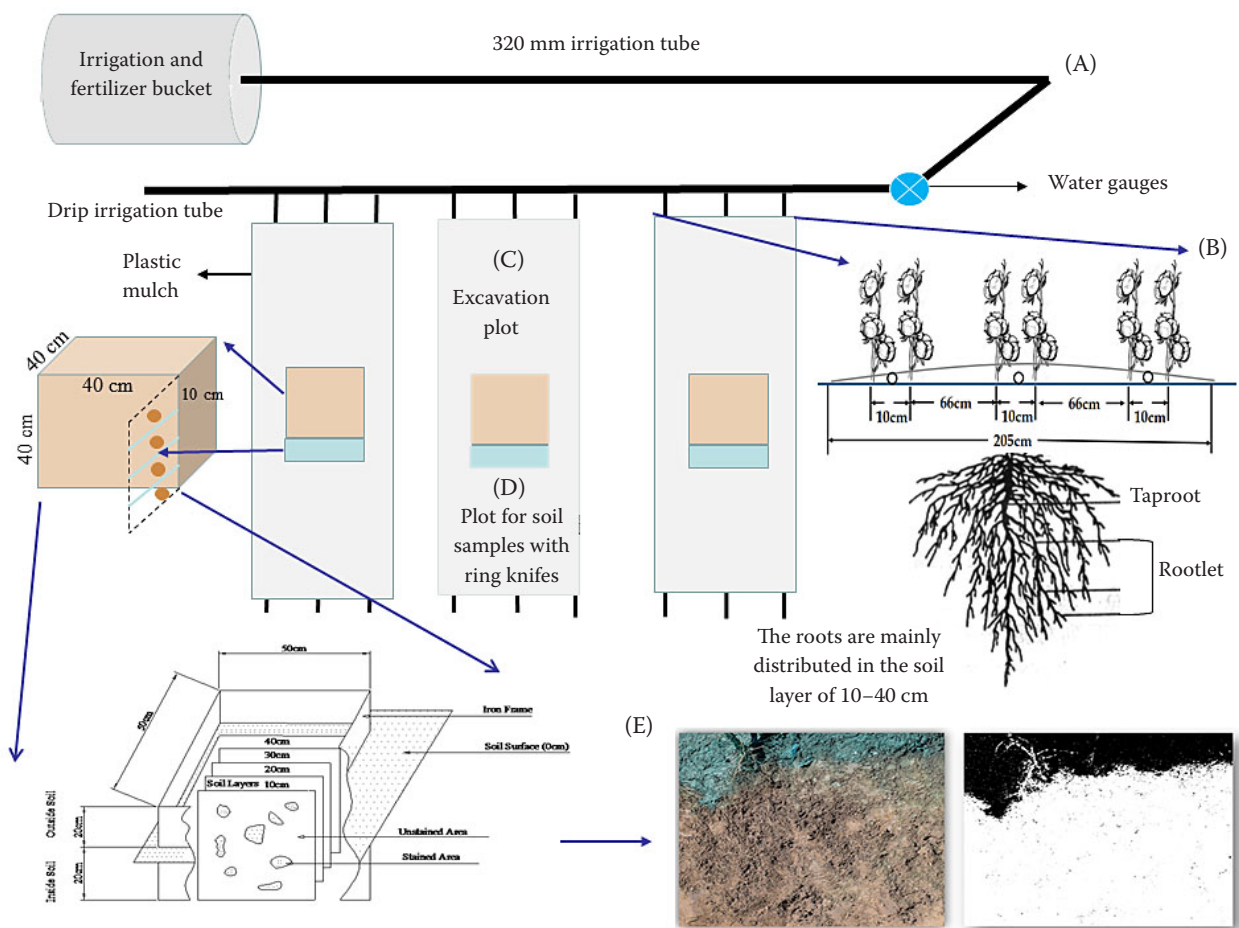 320 mm irrigation tube
(A)
Irrigation and
fertilizer bucket
Water gauges
Drip irrigation tube
Plastic
mulch
(B)
(C)
Excavation
plot
40 cm
40 cm
10 cm
40 cm
10cm
66cm
10cm
66cm
10cm
205cm
(D)
Plot for soil
samples with
ring knifes
Taproot
Rootlet
The roots are mainly
distributed in the soil
layer of 10–40 cm
50cm
50cm
Iron Frame
Soil Surface (0cm)
40cm
30cm
20cm
Soil Layers 10cm
Outside Soil
20cm
Inside Soil
20cm
Unstained Area
Stained Area
(E)